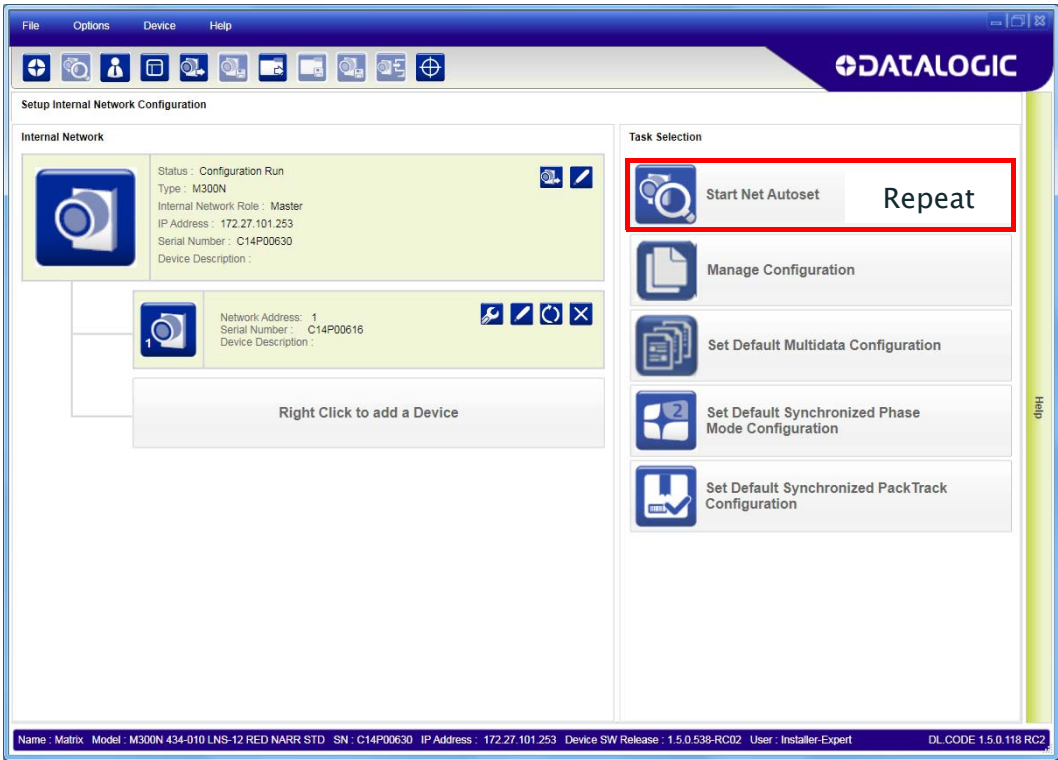 File Options Device Help
DATALOGIC
Setup Internal Network Configuration
Internal Network
Status : Configuration Run
Type : M300N
Internal Network Role : Master
IP Address : 172.27.101.253
Serial Number : C14P00630
Device Description :
1
Network Address: 1
Serial Number : C14P00616
Device Description :
Right Click to add a Device
Task Selection
Start Net Autoset
Repeat
Manage Configuration
Set Default Multidata Configuration
2
Set Default Synchronized Phase
Mode Configuration
Set Default Synchronized PackTrack
Configuration
Help
Name : Matrix Model : M300N 434-010 LNS-12 RED NARR STD SN : C14P00630 IP Address : 172.27.101.253 Device SW Release : 1.5.0.538-RC02 User : Installer-Expert DL.CODE 1.5.0.118 RC2